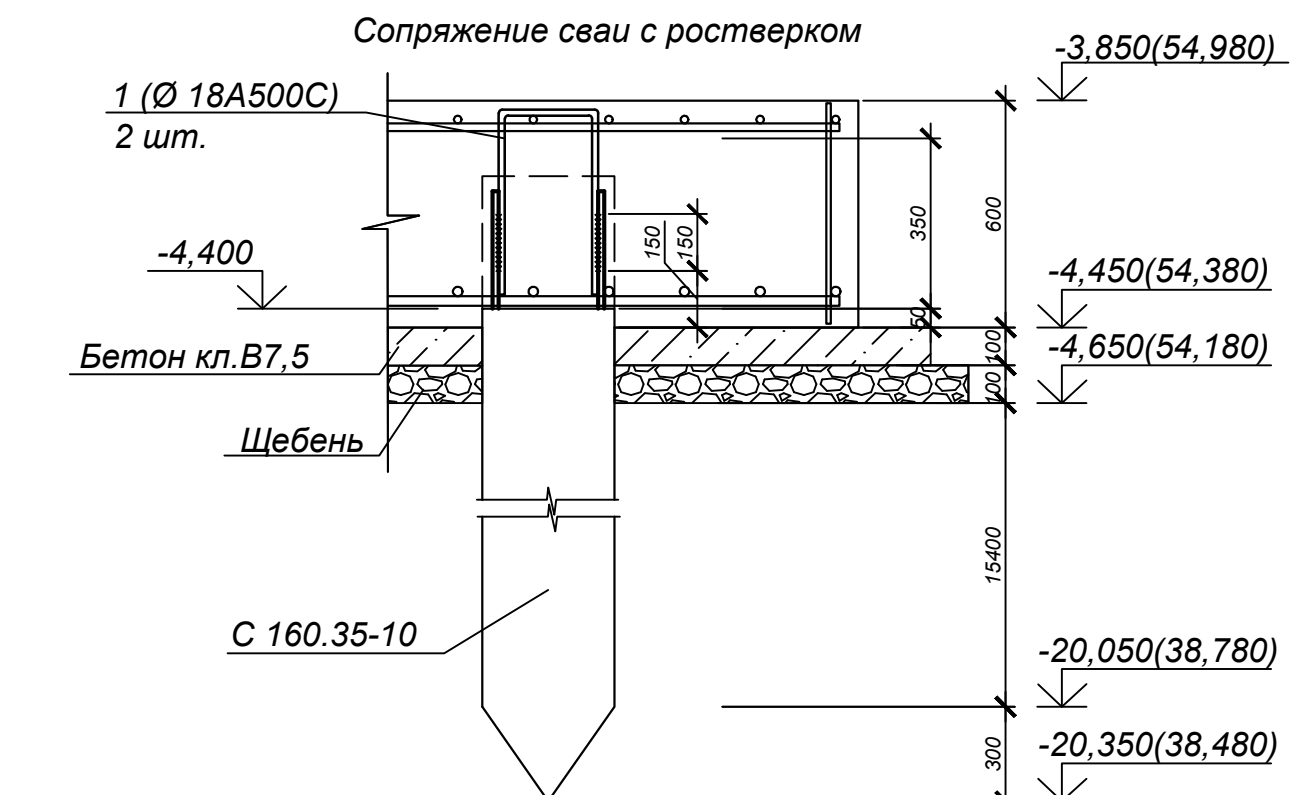 Сопряжение сваи с ростверком
-3,850(54,980)
1 (Ø 18А500С)
2 шт.
350
600
150
150
-4,400
-4,450(54,380)
50
Бетон кл.В7,5
100
-4,650(54,180)
100
Щебень
15400
С 160.35-10
-20,050(38,780)
300
-20,350(38,480)